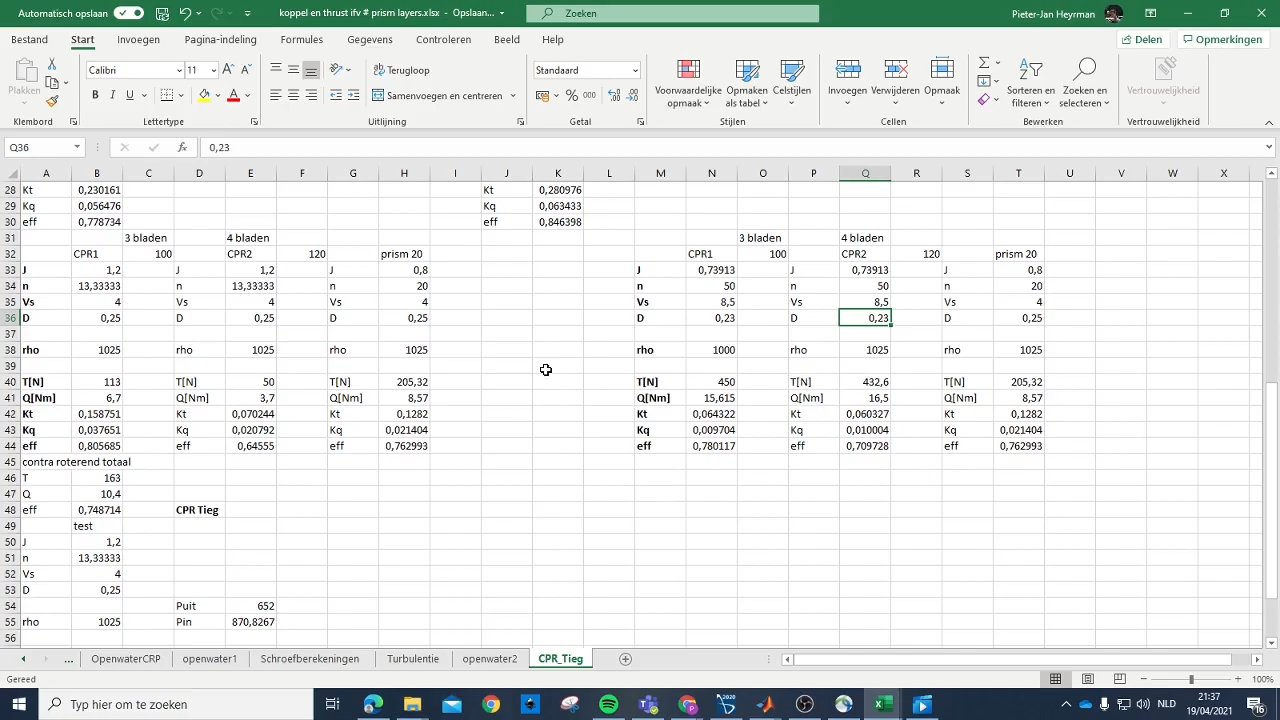 Automatisch opslaan
koppel en thrust ifv # prism layers.xlsx - Opslaan...
Zoeken
Pieter-Jan Heyrman
Bestand Start Invoegen Pagina-indeling Formules Gegevens Controleren Beeld Help
Delen Opmerkingen
Plakken Calibri 11 Terugloop Standaard
B I U Samenvoegen en centreren % 000
Voorwaardelijke opmaak Opmaken als tabel Celstijlen Invoegen Verwijderen Opmaak Sorteren en filteren Zoeken en selecteren Vertrouwelijkheid
Klembord Lettertype Uitlijning Getal Stijlen Cellen Bewerken Vertrouwelijkheid
Q36 fx 0,23
A B C D E F G H I J K L M N O P Q R S T U V W X
28 Kt 0,230161 Kt 0,280976
29 Kq 0,056476 Kq 0,063433
30 eff 0,778734 eff 0,846398
31 3 bladen 4 bladen 3 bladen 4 bladen
32 CPR1 100 CPR2 120 prism 20 CPR1 100 CPR2 120 prism 20
33 J 1,2 J 1,2 J 0,8 J 0,73913 J 0,73913 J 0,8
34 n 13,33333 n 13,33333 n 20 n 50 n 50 n 20
35 Vs 4 Vs 4 Vs 4 Vs 8,5 Vs 8,5 Vs 4
36 D 0,25 D 0,25 D 0,25 D 0,23 D 0,23 D 0,25
37
38 rho 1025 rho 1025 rho 1025 rho 1000 rho 1025 rho 1025
39
40 T[N] 113 T[N] 50 T[N] 205,32 T[N] 450 T[N] 432,6 T[N] 205,32
41 Q[Nm] 6,7 Q[Nm] 3,7 Q[Nm] 8,57 Q[Nm] 15,615 Q[Nm] 16,5 Q[Nm] 8,57
42 Kt 0,158751 Kt 0,070244 Kt 0,1282 Kt 0,064322 Kt 0,060327 Kt 0,1282
43 Kq 0,037651 Kq 0,020792 Kq 0,021404 Kq 0,009704 Kq 0,010004 Kq 0,021404
44 eff 0,805685 eff 0,64555 eff 0,762993 eff 0,780117 eff 0,709728 eff 0,762993
45 contra roterend totaal
46 T 163
47 Q 10,4
48 eff 0,748714 CPR Tieg
49 test
50 J 1,2
51 n 13,33333
52 Vs 4
53 D 0,25
54 Puit 652
55 rho 1025 Pin 870,8267
56
... OpenwaterCRP openwater1 Schroefberekeningen Turbulentie openwater2 CPR_Tieg
Gereed 100%
Typ hier om te zoeken 2020 NL 21:37
19/04/2021